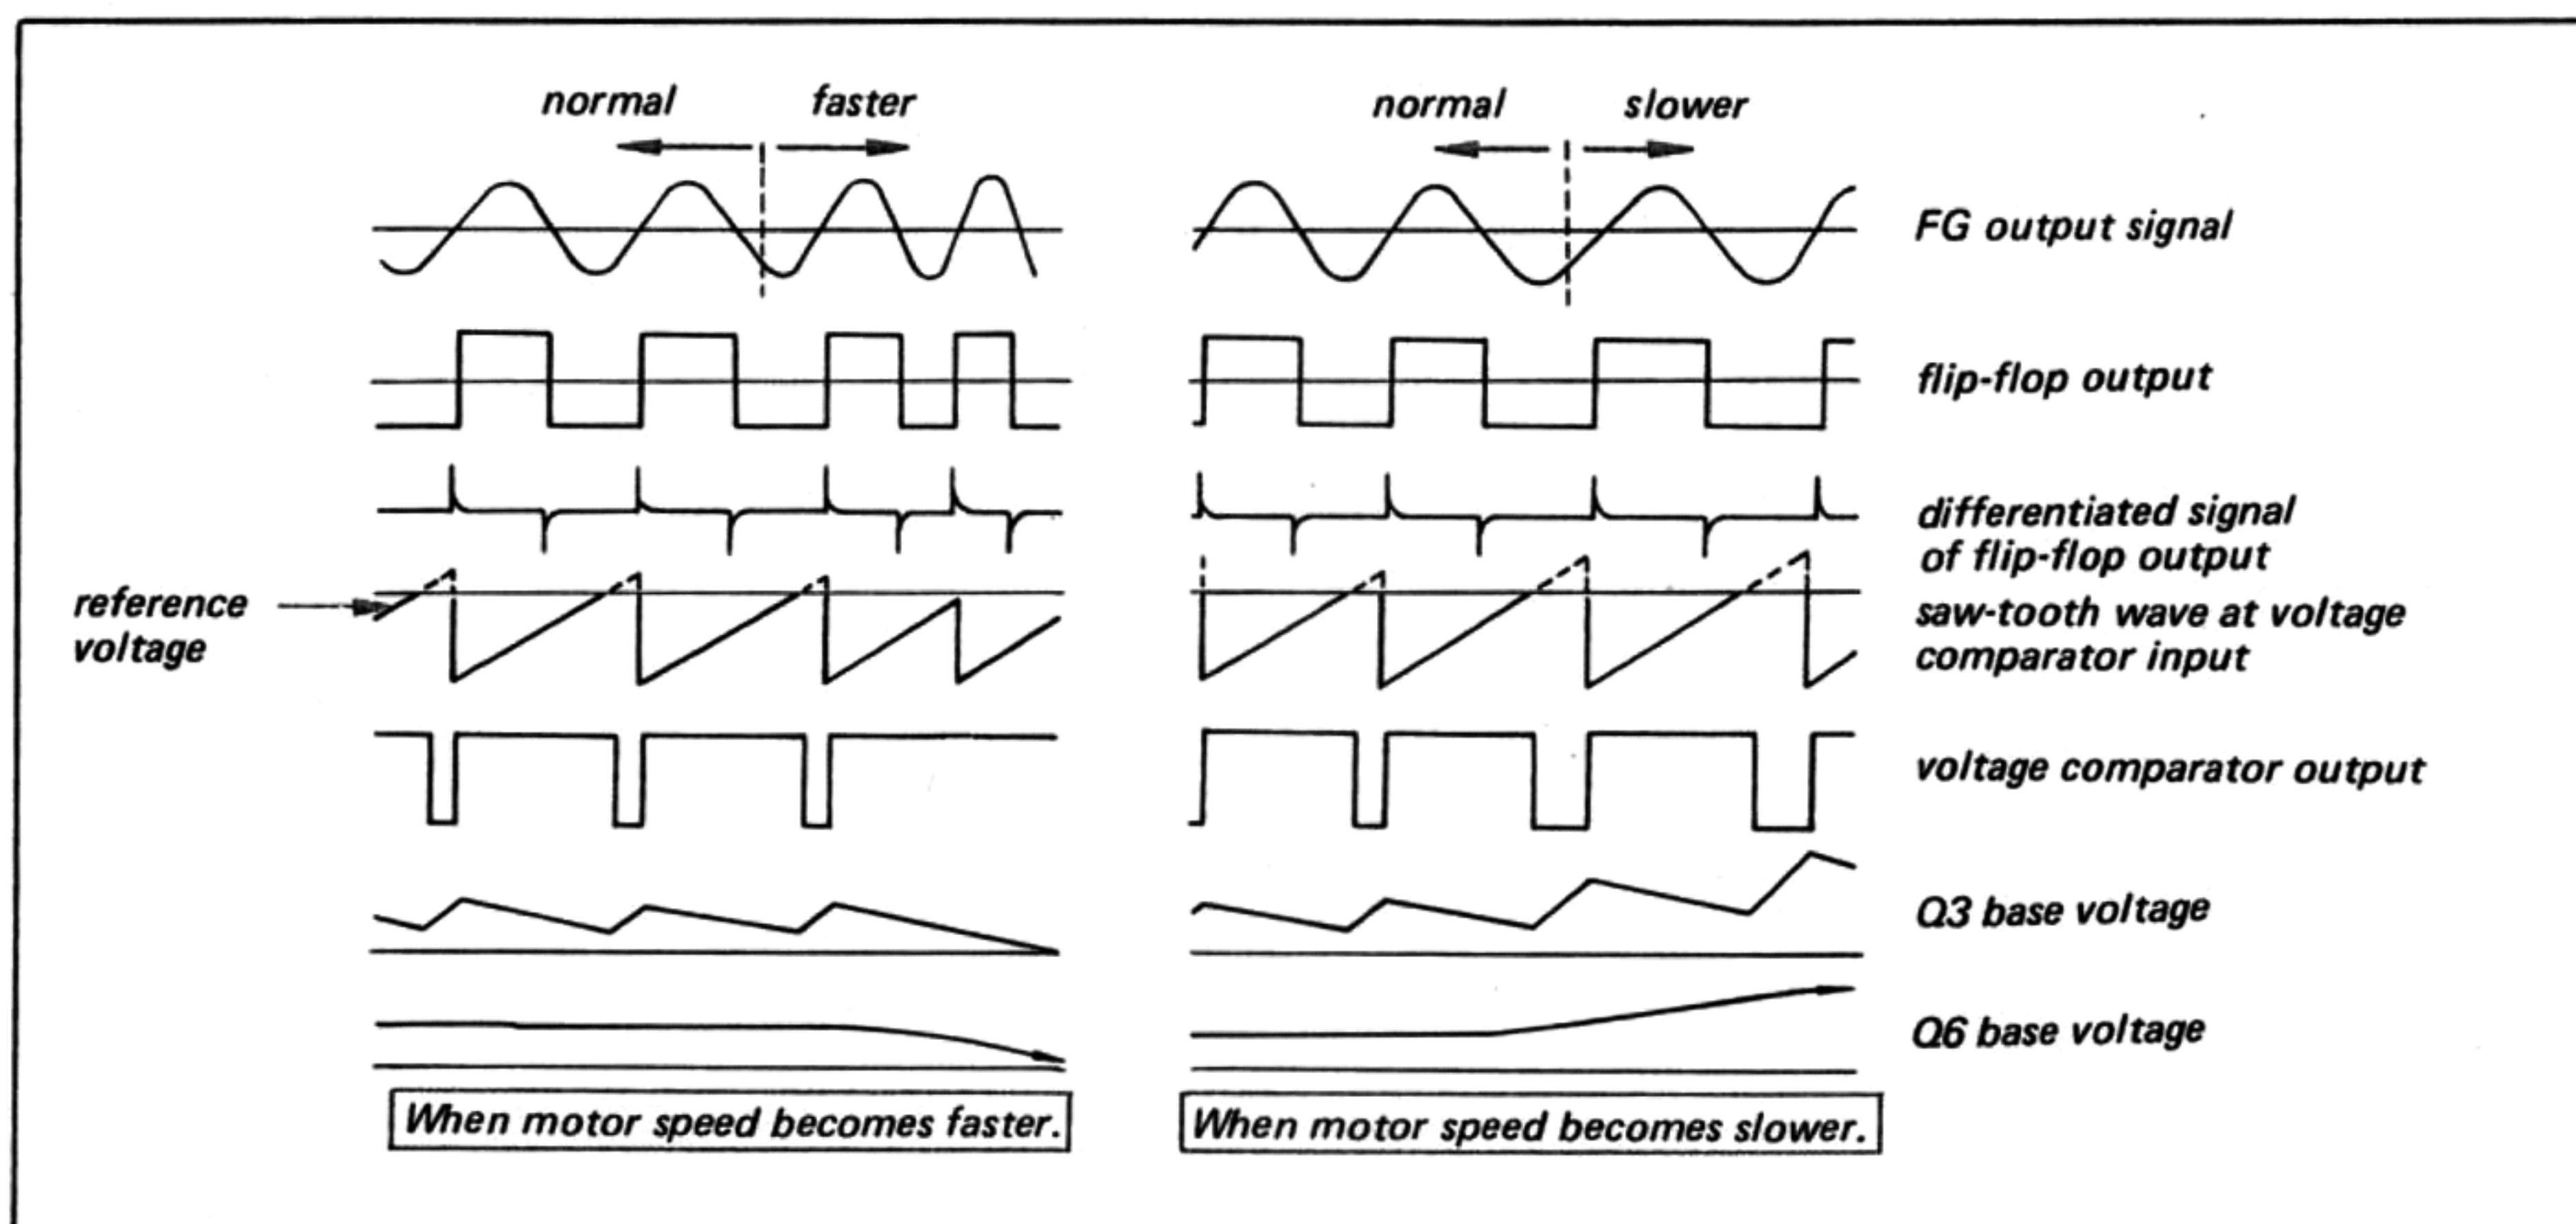 normal faster
normal slower
FG output signal
flip-flop output
differentiated signal
of flip-flop output
reference
voltage
saw-tooth wave at voltage
comparator input
voltage comparator output
Q3 base voltage
Q6 base voltage
When motor speed becomes faster.
When motor speed becomes slower.